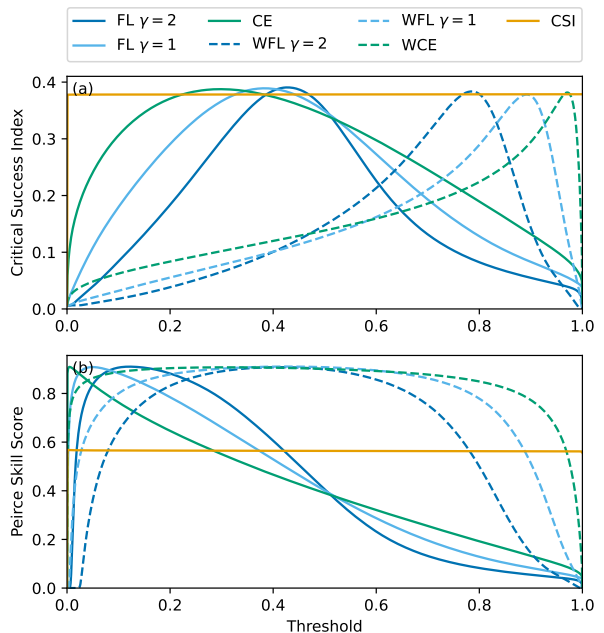 FL γ = 2 CE WFL γ = 1 CSI
FL γ = 1 WFL γ = 2 WCE
(a)
Critical Success Index
0.4
0.3
0.2
0.1
0.0
0.0 0.2 0.4 0.6 0.8 1.0
(b)
Peirce Skill Score
0.8
0.6
0.4
0.2
0.0
0.0 0.2 0.4 0.6 0.8 1.0
Threshold